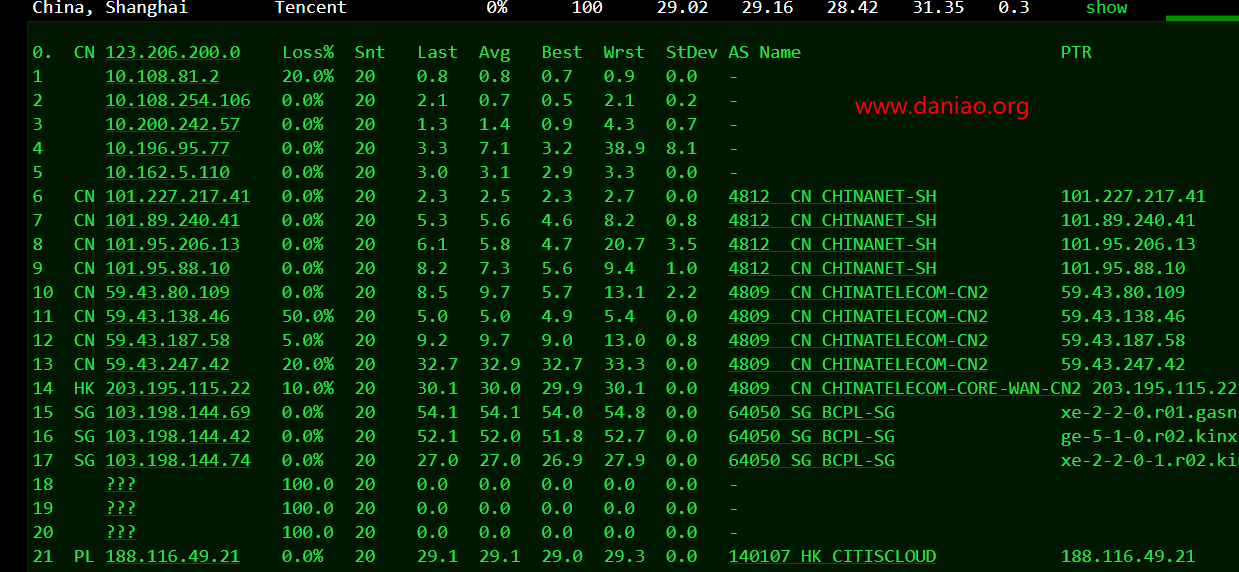 China, Shanghai Tencent 0% 100 29.02 29.16 28.42 31.35 0.3 show
0. CN 123.206.200.0 Loss% Snt Last Avg Best Wrst StDev AS Name PTR
1 10.108.81.2 20.0% 20 0.8 0.8 0.7 0.9 0.0 -
2 10.108.254.106 0.0% 20 2.1 0.7 0.5 2.1 0.2 -
www.daniao.org
3 10.200.242.57 0.0% 20 1.3 1.4 0.9 4.3 0.7 -
4 10.196.95.77 0.0% 20 3.3 7.1 3.2 38.9 8.1 -
5 10.162.5.110 0.0% 20 3.0 3.1 2.9 3.3 0.0 -
6 CN 101.227.217.41 0.0% 20 2.3 2.5 2.3 2.7 0.0 4812 CN CHINANET-SH 101.227.217.41
7 CN 101.89.240.41 0.0% 20 5.3 5.6 4.6 8.2 0.8 4812 CN CHINANET-SH 101.89.240.41
8 CN 101.95.206.13 0.0% 20 6.1 5.8 4.7 20.7 3.5 4812 CN CHINANET-SH 101.95.206.13
9 CN 101.95.88.10 0.0% 20 8.2 7.3 5.6 9.4 1.0 4812 CN CHINANET-SH 101.95.88.10
10 CN 59.43.80.109 0.0% 20 8.5 9.7 5.7 13.1 2.2 4809 CN CHINATELECOM-CN2 59.43.80.109
11 CN 59.43.138.46 50.0% 20 5.0 5.0 4.9 5.4 0.0 4809 CN CHINATELECOM-CN2 59.43.138.46
12 CN 59.43.187.58 5.0% 20 9.2 9.7 9.0 13.0 0.8 4809 CN CHINATELECOM-CN2 59.43.187.58
13 CN 59.43.247.42 20.0% 20 32.7 32.9 32.7 33.3 0.0 4809 CN CHINATELECOM-CN2 59.43.247.42
14 HK 203.195.115.22 10.0% 20 30.1 30.0 29.9 30.1 0.0 4809 CN CHINATELECOM-CORE-WAN-CN2 203.195.115.22
15 SG 103.198.144.69 0.0% 20 54.1 54.1 54.0 54.8 0.0 64050 SG BCPL-SG xe-2-2-0.r01.gasn
16 SG 103.198.144.42 0.0% 20 52.1 52.0 51.8 52.7 0.0 64050 SG BCPL-SG ge-5-1-0.r02.kinx
17 SG 103.198.144.74 0.0% 20 27.0 27.0 26.9 27.9 0.0 64050 SG BCPL-SG xe-2-2-0-1.r02.ki
18 ??? 100.0 20 0.0 0.0 0.0 0.0 0.0 -
19 ??? 100.0 20 0.0 0.0 0.0 0.0 0.0 -
20 ??? 100.0 20 0.0 0.0 0.0 0.0 0.0 -
21 PL 188.116.49.21 0.0% 20 29.1 29.1 29.0 29.3 0.0 140107 HK CITISCLOUD 188.116.49.21